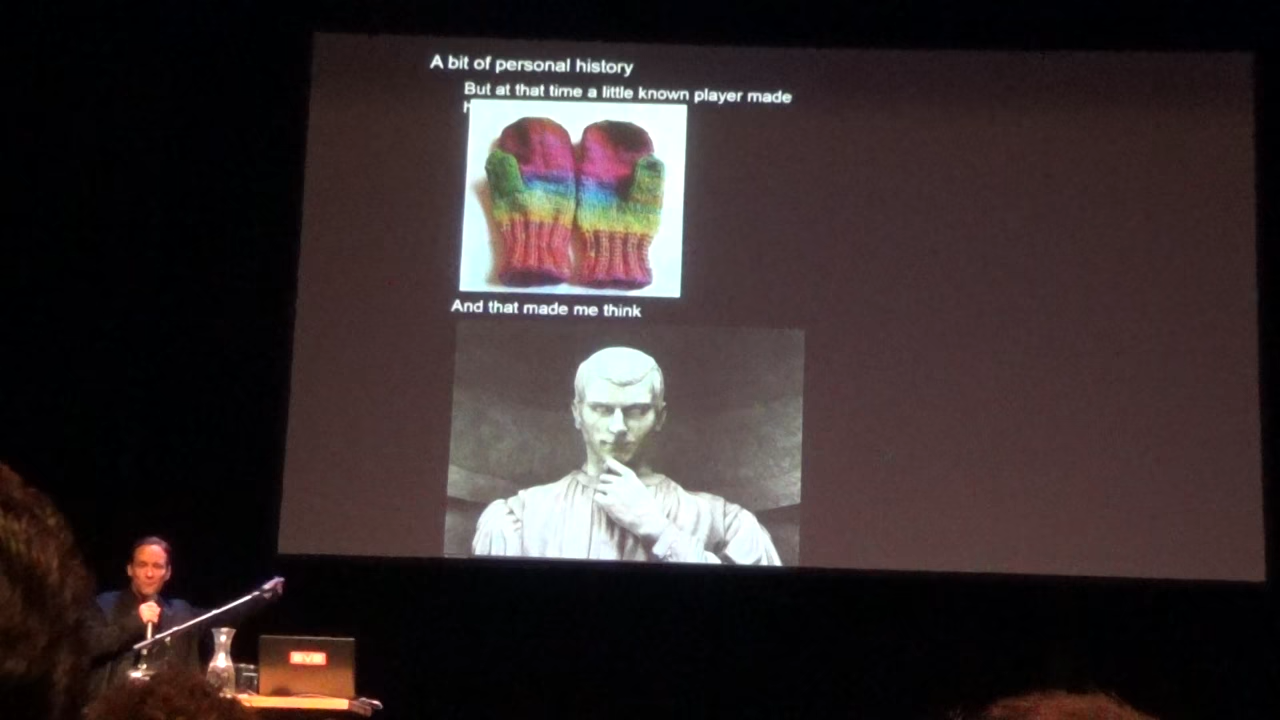 A bit of personal history
But at that time a little known player made
And that made me think
EVE